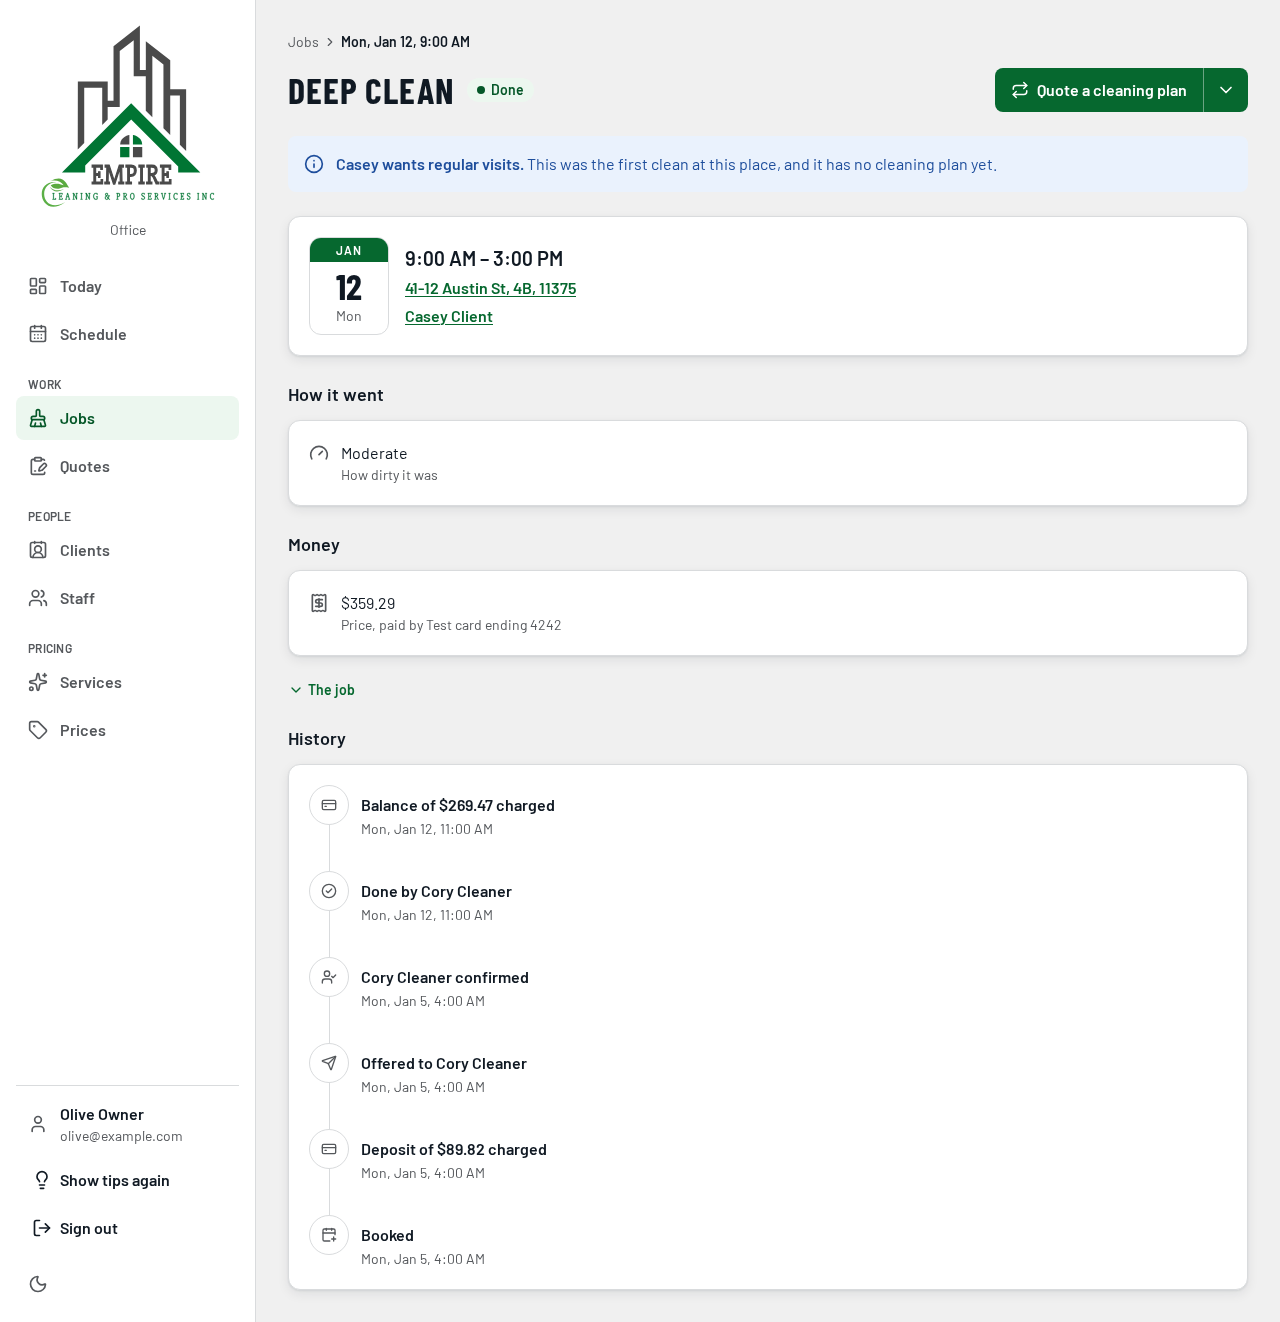 EMPIRE
LEANING & PRO SERVICES INC
Office
Today
Schedule
WORK
Jobs
Quotes
PEOPLE
Clients
Staff
PRICING
Services
Prices
Olive Owner
olive@example.com
Show tips again
Sign out
Jobs > Mon, Jan 12, 9:00 AM
DEEP CLEAN
Done
Quote a cleaning plan
Casey wants regular visits. This was the first clean at this place, and it has no cleaning plan yet.
JAN
12
Mon
9:00 AM – 3:00 PM
41-12 Austin St, 4B, 11375
Casey Client
How it went
Moderate
How dirty it was
Money
$359.29
Price, paid by Test card ending 4242
The job
History
Balance of $269.47 charged
Mon, Jan 12, 11:00 AM
Done by Cory Cleaner
Mon, Jan 12, 11:00 AM
Cory Cleaner confirmed
Mon, Jan 5, 4:00 AM
Offered to Cory Cleaner
Mon, Jan 5, 4:00 AM
Deposit of $89.82 charged
Mon, Jan 5, 4:00 AM
Booked
Mon, Jan 5, 4:00 AM